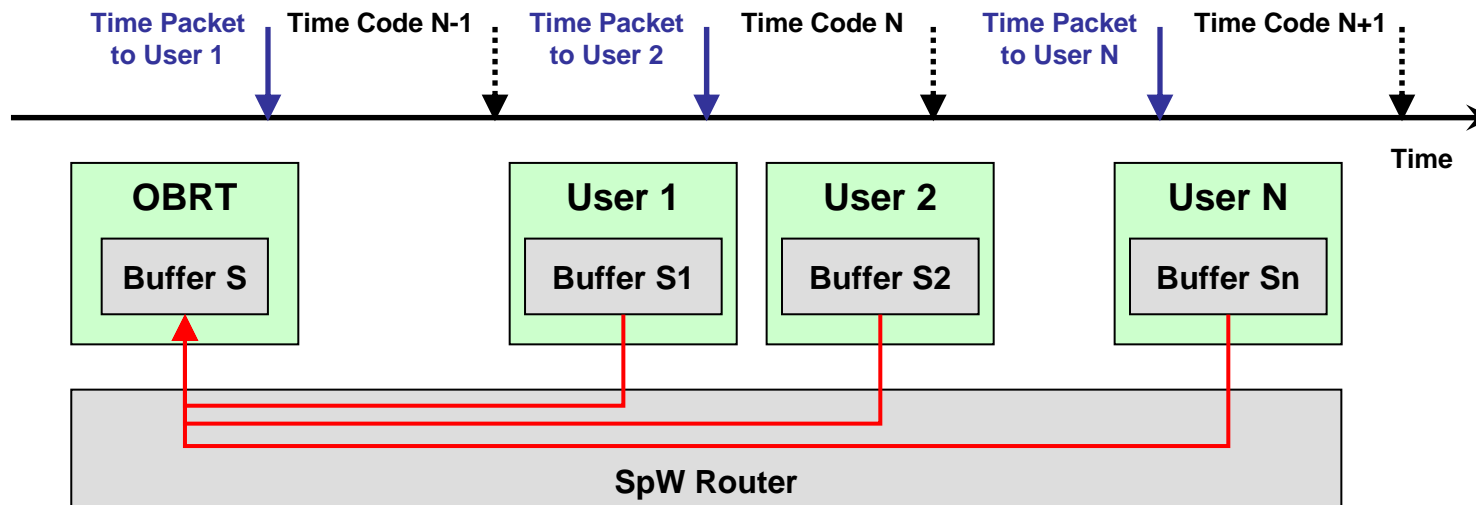 Time Packet to User 1
Time Code N-1
Time Packet to User 2
Time Code N
Time Packet to User N
Time Code N+1
Time
OBRT
Buffer S
User 1
Buffer S1
User 2
Buffer S2
User N
Buffer Sn
SpW Router